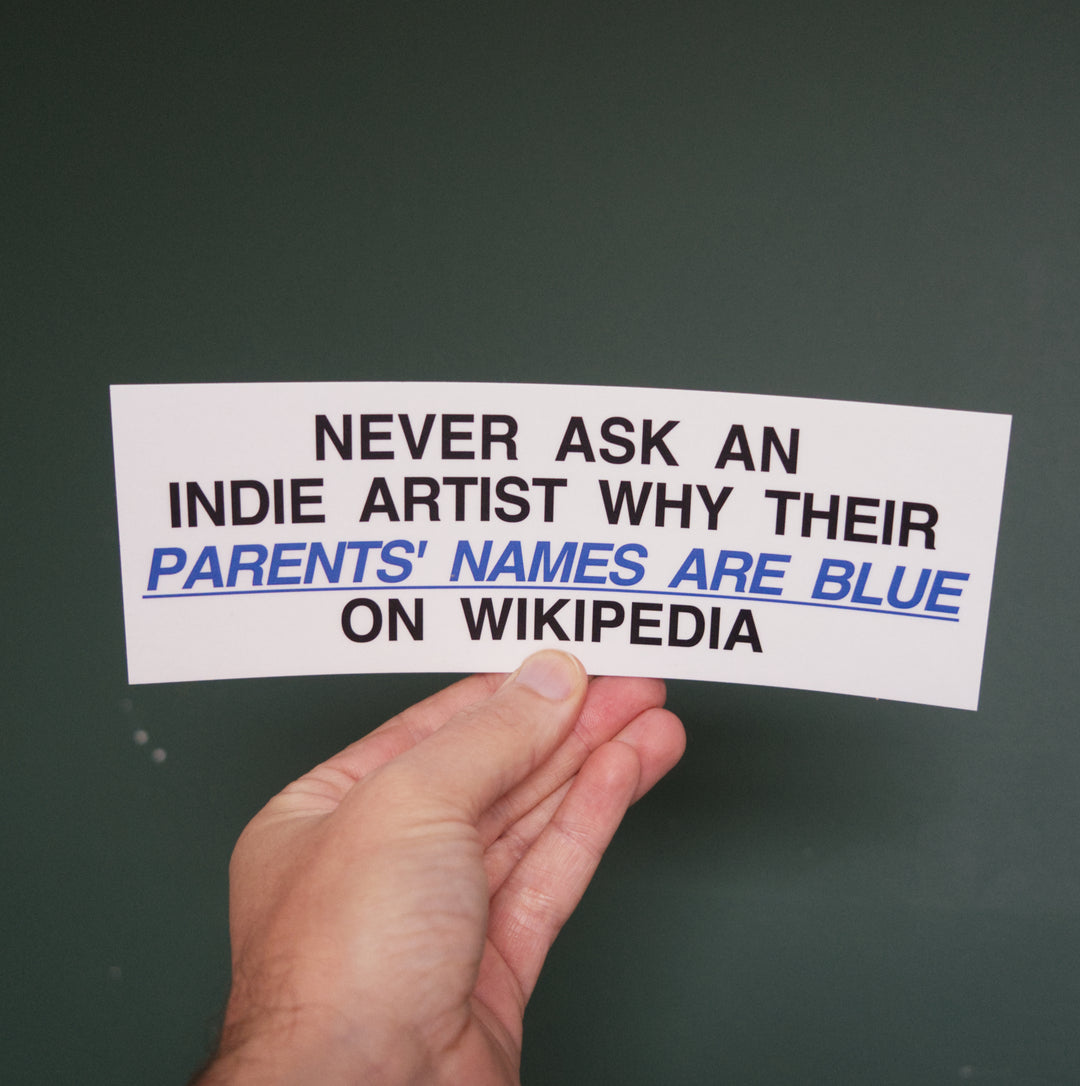 NEVER ASK AN
INDIE ARTIST WHY THEIR
PARENTS' NAMES ARE BLUE
ON WIKIPEDIA